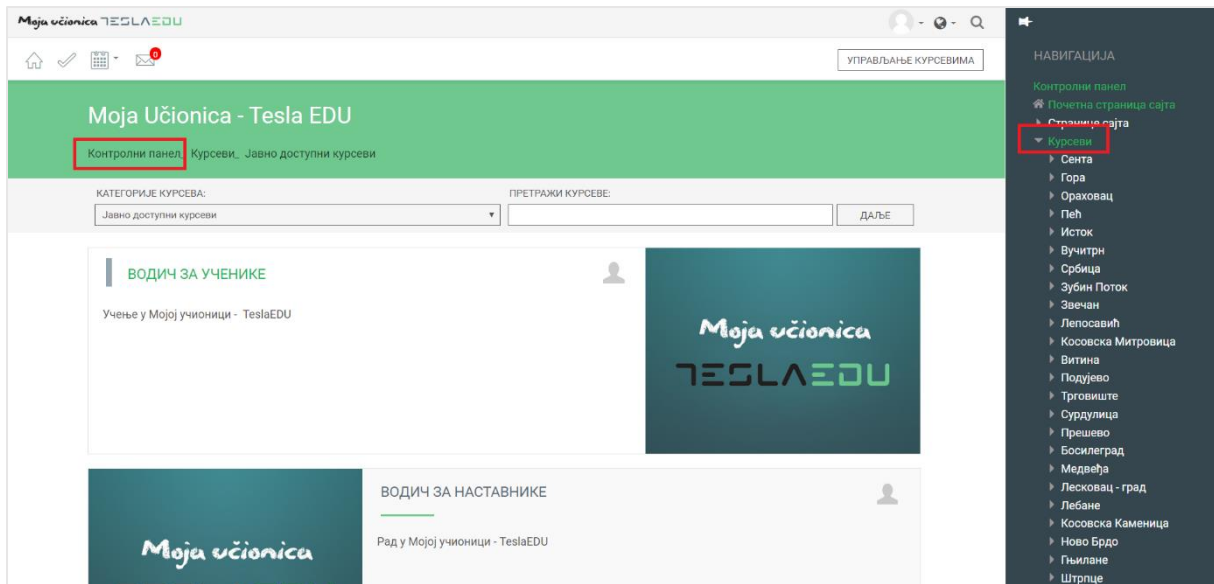 Moja učionica TESLAEDU
0
УПРАВЉАЊЕ КУРСЕВИМА
Moja Učionica - Tesla EDU
Контролни панел Курсеви Јавно доступни курсеви
КАТЕГОРИЈЕ КУРСЕВА:
ПРЕТРАЖИ КУРСЕВЕ:
Јавно доступни курсеви
ДАЉЕ
ВОДИЧ ЗА УЧЕНИКЕ
Учење у Мојој учионици - TeslaEDU
Moja učionica
TESLAEDU
Moja učionica
ВОДИЧ ЗА НАСТАВНИКЕ
Рад у Мојој учионици - TeslaEDU
НАВИГАЦИЈА
Контролни панел
Почетна страница сајта
Странице сајта
Курсеви
Сента
Гора
Ораховац
Пећ
Исток
Вучитрн
Србица
Зубин Поток
Звечан
Лепосавић
Косовска Митровица
Витина
Подујево
Трговиште
Сурдулица
Прешево
Босилеград
Медвеђа
Лесковац - град
Лебане
Косовска Каменица
Ново Брдо
Гњилане
Штрпце